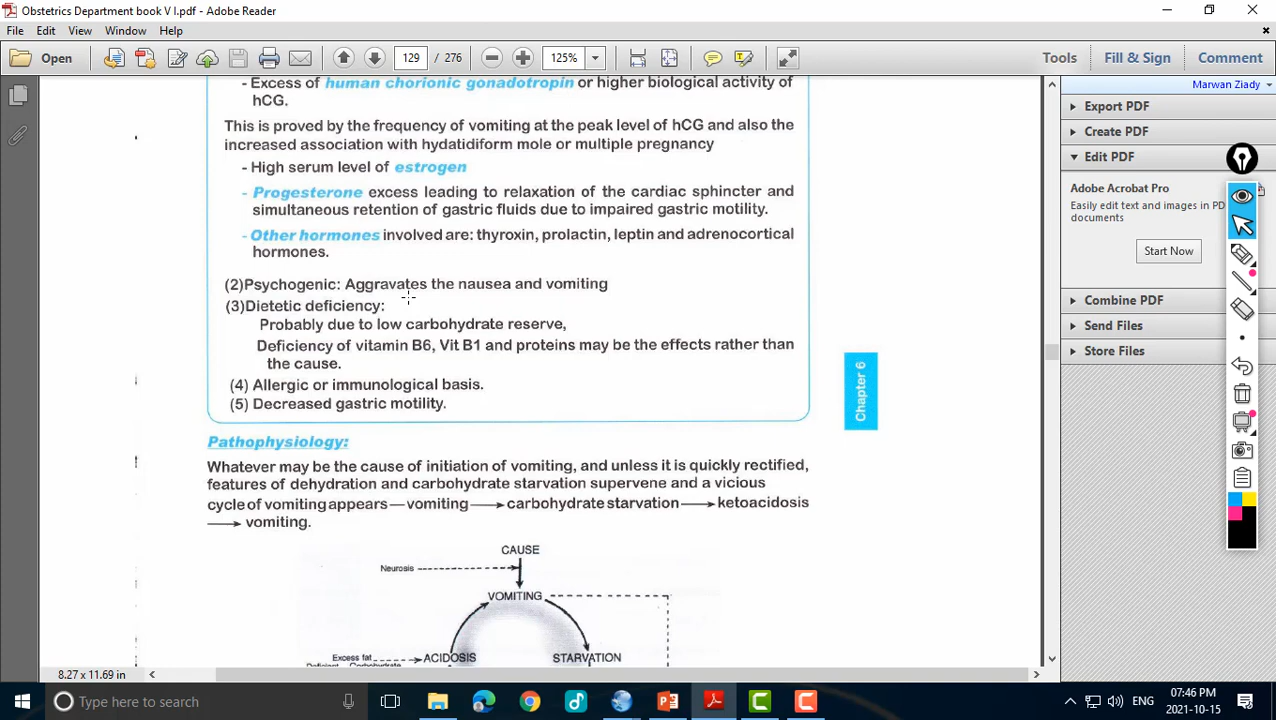 Obstetrics Department book V I.pdf - Adobe Reader
File Edit View Window Help
Open 129 / 276 125% Tools Fill & Sign Comment
Marwan Ziady
Export PDF
Create PDF
Edit PDF
Adobe Acrobat Pro
Easily edit text and images in PDF
documents
Start Now
Combine PDF
Send Files
Store Files
- Excess of human chorionic gonadotropin or higher biological activity of
hCG.
This is proved by the frequency of vomiting at the peak level of hCG and also the
increased association with hydatidiform mole or multiple pregnancy
- High serum level of estrogen
- Progesterone excess leading to relaxation of the cardiac sphincter and
simultaneous retention of gastric fluids due to impaired gastric motility.
- Other hormones involved are: thyroxin, prolactin, leptin and adrenocortical
hormones.
(2)Psychogenic: Aggravates the nausea and vomiting
(3)Dietetic deficiency:
Probably due to low carbohydrate reserve,
Deficiency of vitamin B6, Vit B1 and proteins may be the effects rather than
the cause.
(4) Allergic or immunological basis.
(5) Decreased gastric motility.
Chapter 6
Pathophysiology:
Whatever may be the cause of initiation of vomiting, and unless it is quickly rectified,
features of dehydration and carbohydrate starvation supervene and a vicious
cycle of vomiting appears — vomiting → carbohydrate starvation → ketoacidosis
→ vomiting.
CAUSE
Neurosis
VOMITING
Excess fat
ACIDOSIS STARVATION
8.27 x 11.69 in
Type here to search
ENG
07:46 PM
2021-10-15